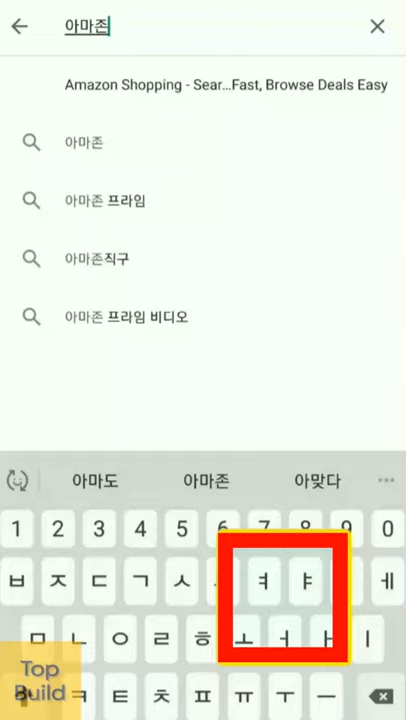 아마존
Amazon Shopping - Sear...Fast, Browse Deals Easy
아마존
아마존 프라임
아마존직구
아마존 프라임 비디오
아마도 아마존 아맞다
1 2 3 4 5 6 7 8 9 0
ㅂ ㅈ ㄷ ㄱ ㅅ ㅕ ㅑ ㅔ
ㅁ ㄴ ㅇ ㄹ ㅎ ㅗ ㅓ ㅏ ㅣ
ㅋ ㅌ ㅊ ㅍ ㅠ ㅜ ㅡ
Top
Build